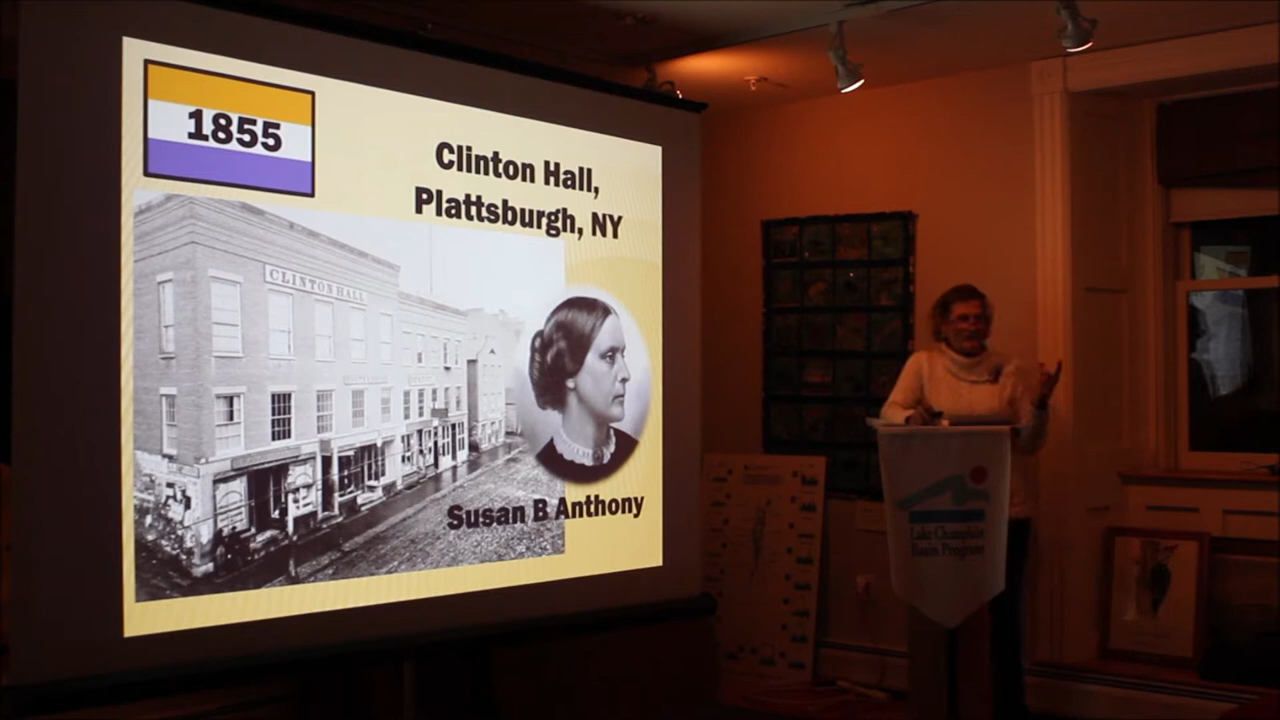 1855
Clinton Hall,
Plattsburgh, NY
CLINTON HALL
Susan B Anthony
Lake Champlain
Basin Program